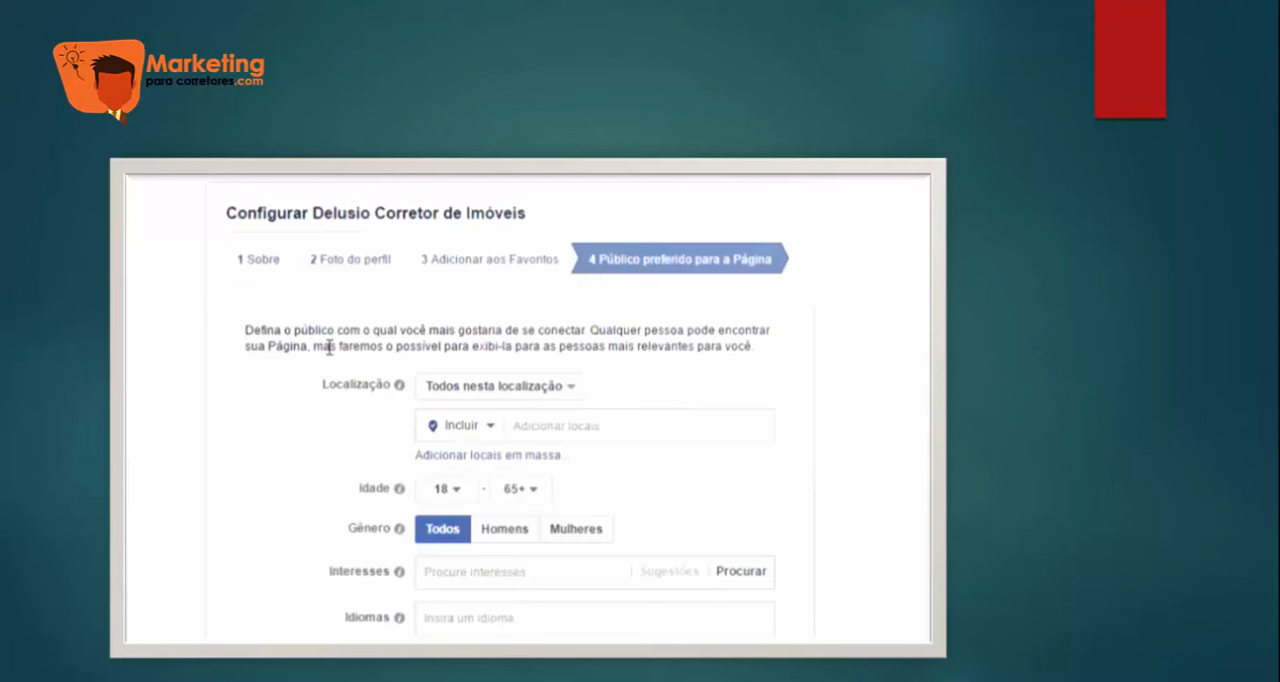 Marketing
para corretores.com
Configurar Delusio Corretor de Imóveis
1 Sobre
2 Foto do perfil
3 Adicionar aos Favoritos
4 Público preferido para a Página
Defina o público com o qual você mais gostaria de se conectar. Qualquer pessoa pode encontrar
sua Página, mas faremos o possível para exibi-la para as pessoas mais relevantes para você.
Localização
Todos nesta localização
Incluir
Adicionar locais
Adicionar locais em massa...
Idade
18 - 65+
Gênero
Todos Homens Mulheres
Interesses
Procure interesses
Sugestões
Procurar
Idiomas
Insira um idioma